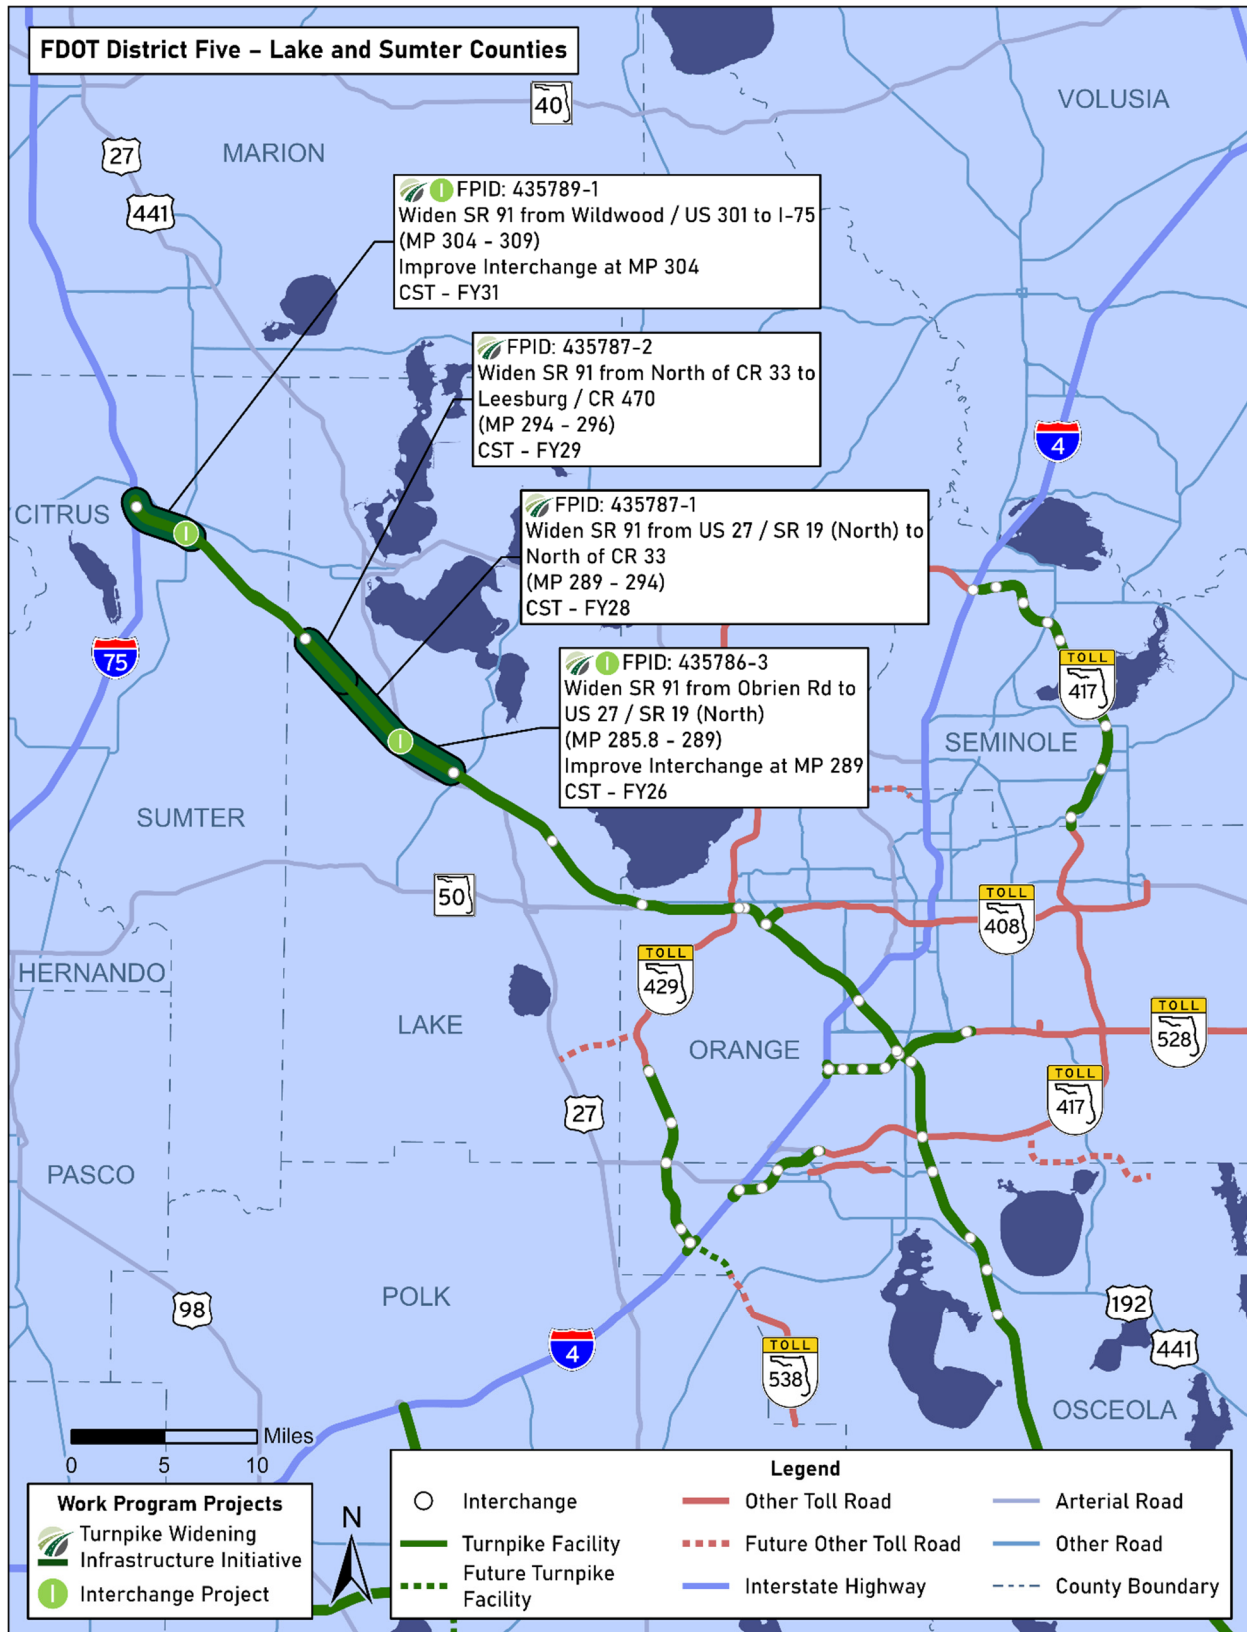 FDOT District Five – Lake and Sumter Counties
40
VOLUSIA
MARION
27
441
I FPID: 435789-1
Widen SR 91 from Wildwood / US 301 to I-75
(MP 304 - 309)
Improve Interchange at MP 304
CST - FY31
FPID: 435787-2
Widen SR 91 from North of CR 33 to
Leesburg / CR 470
(MP 294 - 296)
CST - FY29
4
CITRUS
I
FPID: 435787-1
Widen SR 91 from US 27 / SR 19 (North) to
North of CR 33
(MP 289 - 294)
CST - FY28
75
I FPID: 435786-3
Widen SR 91 from Obrien Rd to
US 27 / SR 19 (North)
(MP 285.8 - 289)
Improve Interchange at MP 289
CST - FY26
TOLL
417
I
SEMINOLE
SUMTER
50
TOLL
408
HERNANDO
TOLL
429
LAKE
ORANGE
TOLL
528
27
TOLL
417
PASCO
POLK
98
192
441
4
TOLL
538
OSCEOLA
Miles
0 5 10
Work Program Projects
Turnpike Widening
Infrastructure Initiative
I Interchange Project
N
Legend
Interchange
Other Toll Road
Arterial Road
Turnpike Facility
Future Other Toll Road
Other Road
Future Turnpike
Facility
Interstate Highway
County Boundary